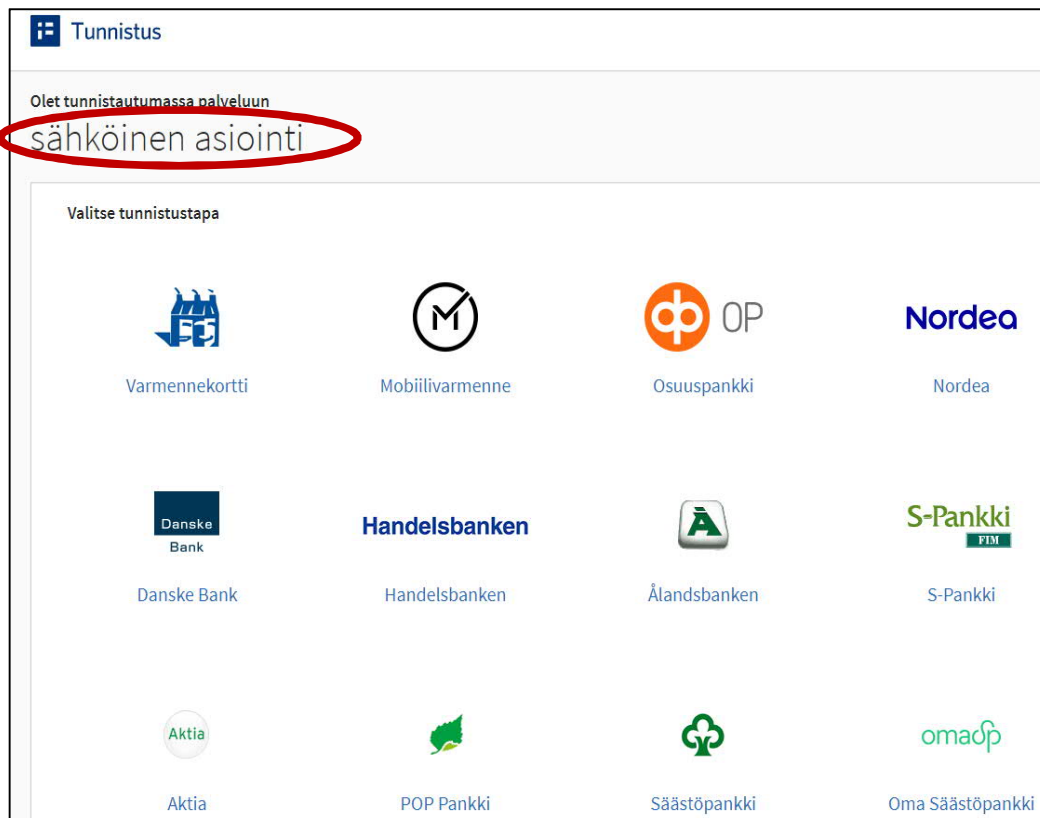 Tunnistus
Olet tunnistautumassa palveluun
sähköinen asiointi
Valitse tunnistustapa
M
OP
Nordea
Varmennekortti
Mobiilivarmenne
Osuuspankki
Nordea
Danske
Bank
Handelsbanken
Å
S-Pankki
FIM
Danske Bank
Handelsbanken
Ålandsbanken
S-Pankki
Aktia
omasp
Aktia
POP Pankki
Säästöpankki
Oma Säästöpankki